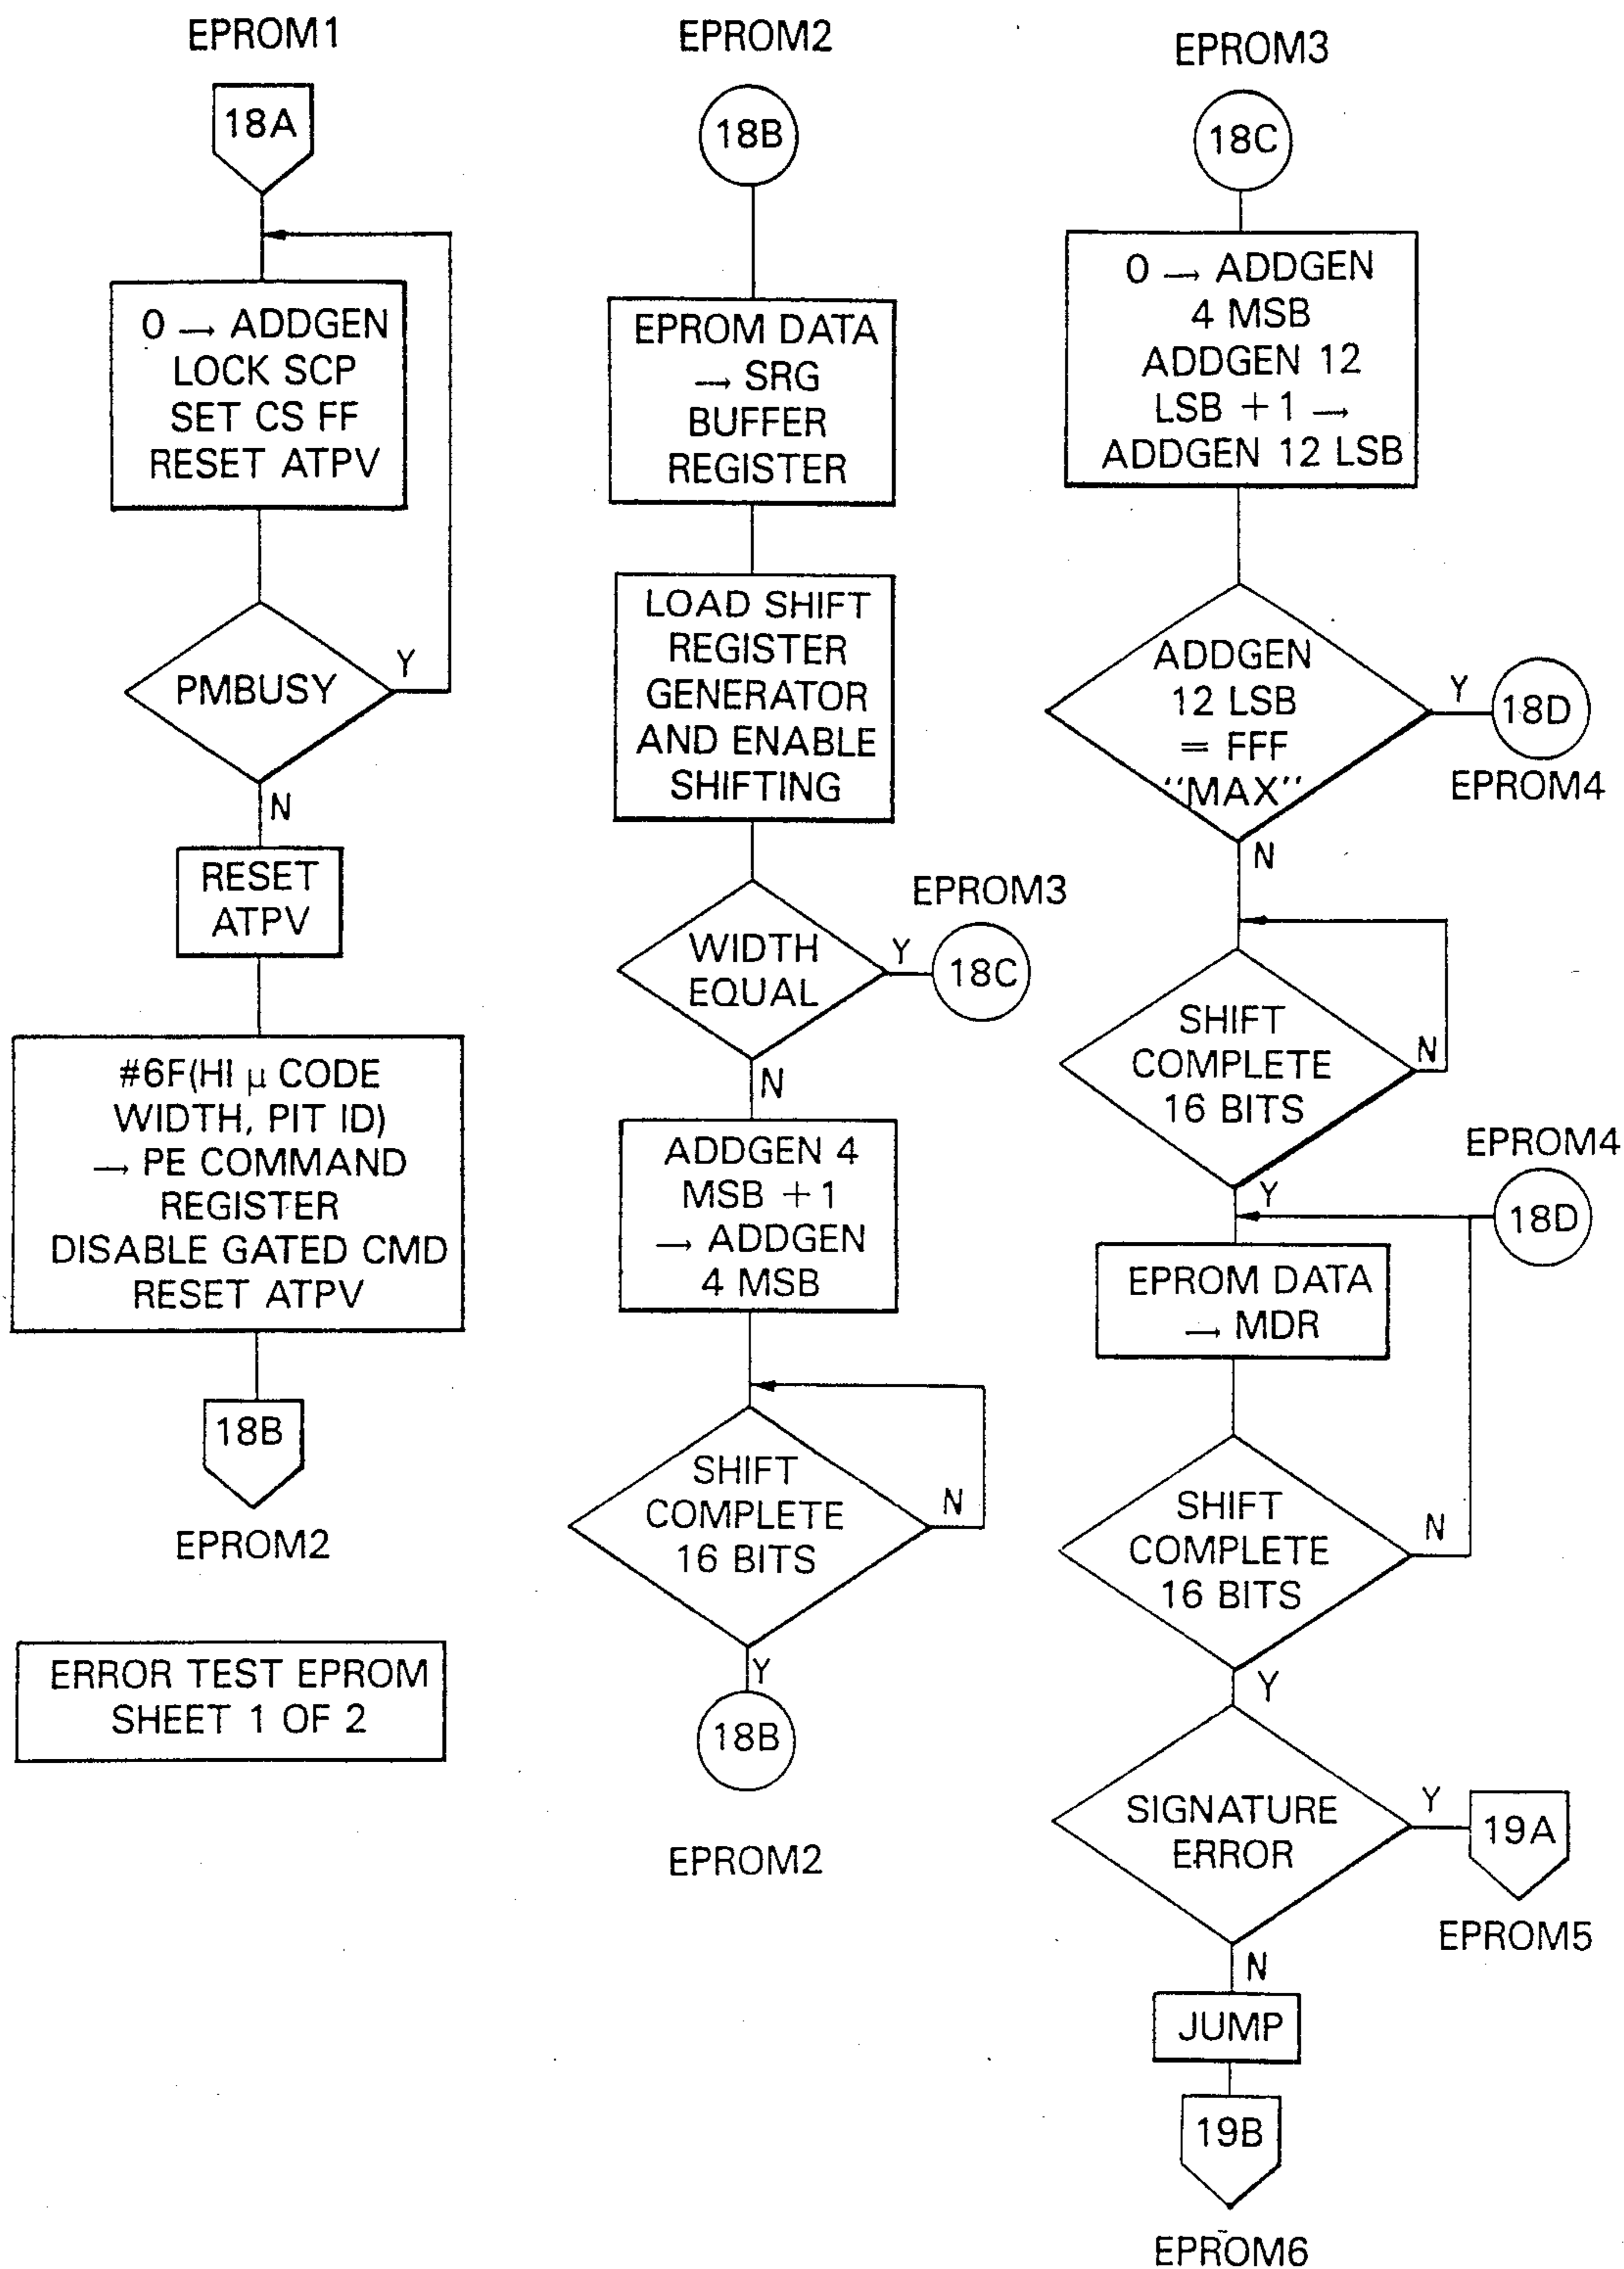 EPROM1
18A
0 → ADDGEN
LOCK SCP
SET CS FF
RESET ATPV
PMBUSY
Y
N
RESET
ATPV
#6F(HI µ CODE
WIDTH, PIT ID)
→ PE COMMAND
REGISTER
DISABLE GATED CMD
RESET ATPV
18B
EPROM2
ERROR TEST EPROM
SHEET 1 OF 2
EPROM2
18B
EPROM DATA
→ SRG
BUFFER
REGISTER
LOAD SHIFT
REGISTER
GENERATOR
AND ENABLE
SHIFTING
WIDTH
EQUAL
Y
EPROM3
18C
N
ADDGEN 4
MSB +1
→ ADDGEN
4 MSB
SHIFT
COMPLETE
16 BITS
N
Y
18B
EPROM2
EPROM3
18C
0 → ADDGEN
4 MSB
ADDGEN 12
LSB +1 →
ADDGEN 12 LSB
ADDGEN
12 LSB
= FFF
"MAX"
Y
18D
EPROM4
N
SHIFT
COMPLETE
16 BITS
N
Y
EPROM4
18D
EPROM DATA
→ MDR
SHIFT
COMPLETE
16 BITS
N
Y
SIGNATURE
ERROR
Y
19A
EPROM5
N
JUMP
19B
EPROM6